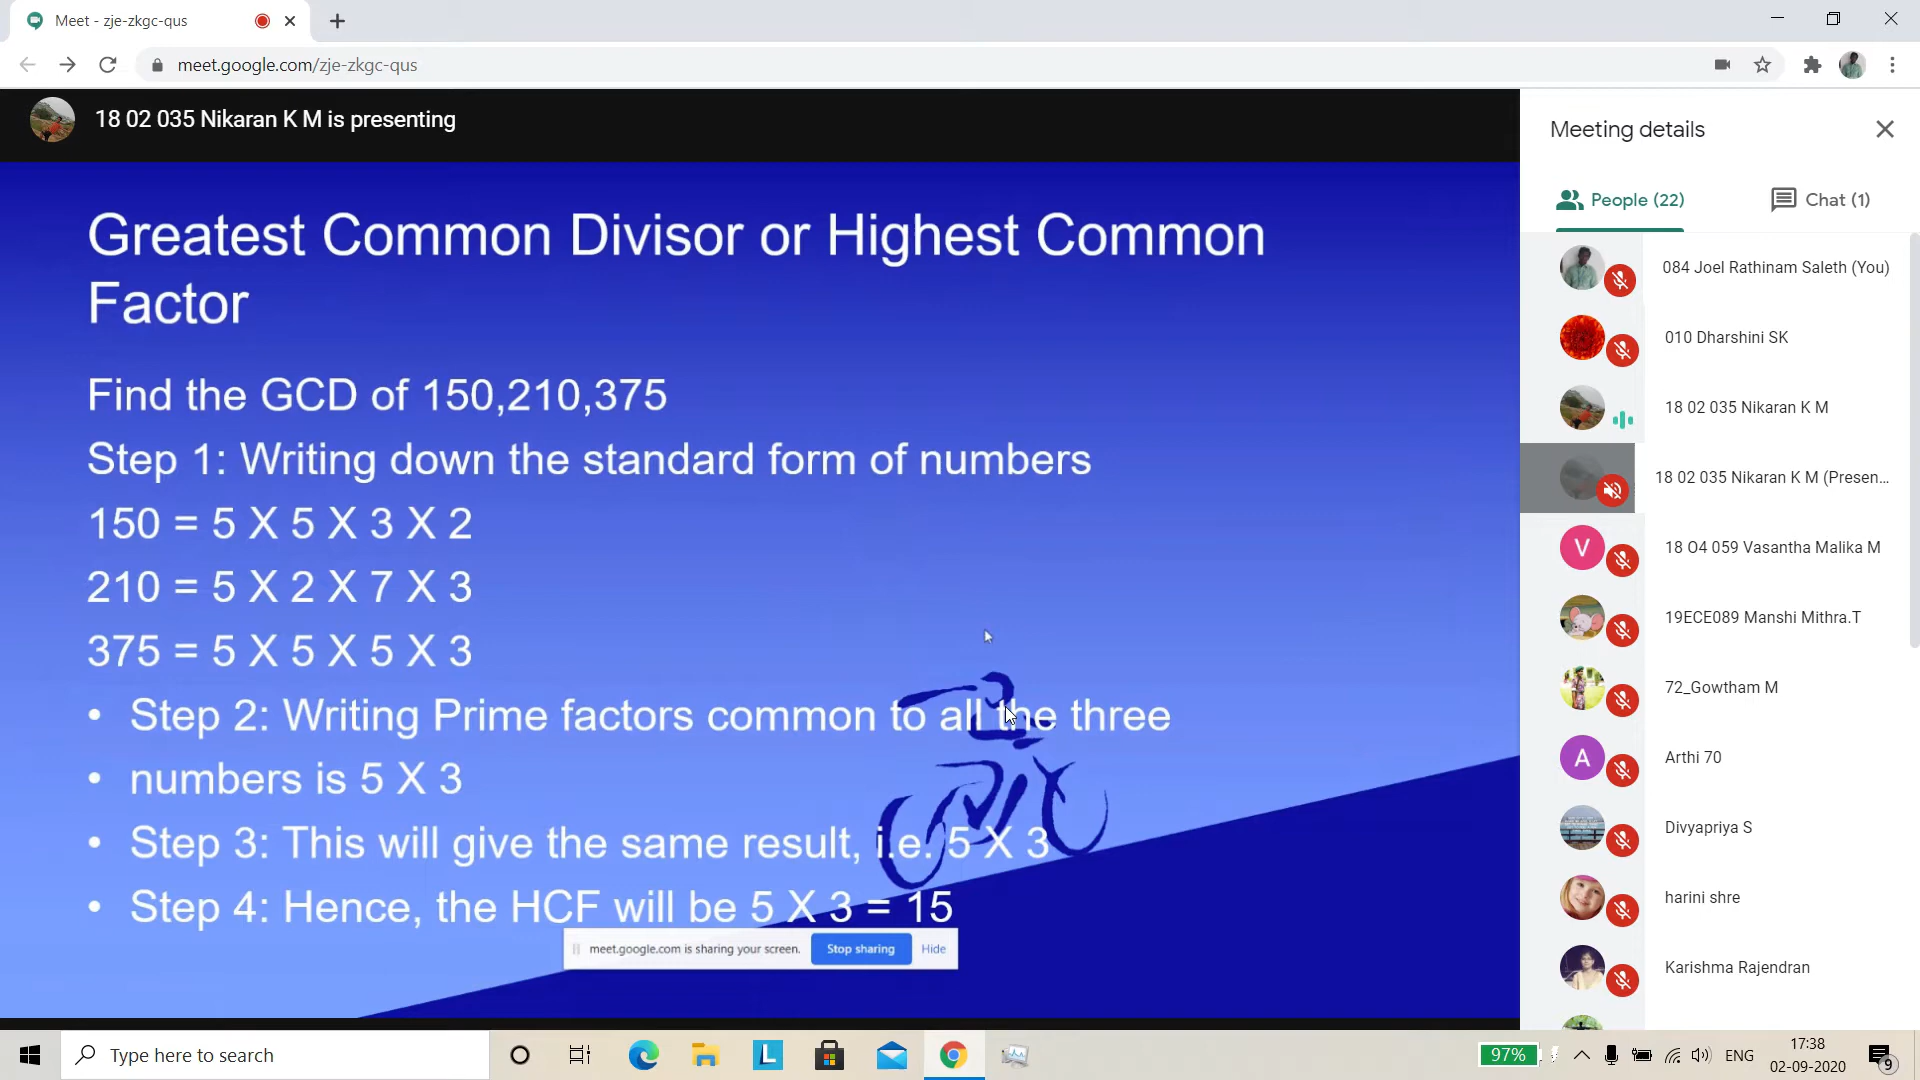 Meet - zje-zkgc-qus
meet.google.com/zje-zkgc-qus
18 02 035 Nikaran K M is presenting
Greatest Common Divisor or Highest Common
Factor
Find the GCD of 150,210,375
Step 1: Writing down the standard form of numbers
150 = 5 X 5 X 3 X 2
210 = 5 X 2 X 7 X 3
375 = 5 X 5 X 5 X 3
• Step 2: Writing Prime factors common to all the three
• numbers is 5 X 3
• Step 3: This will give the same result, i.e. 5 X 3
• Step 4: Hence, the HCF will be 5 X 3 = 15
meet.google.com is sharing your screen. Stop sharing Hide
Meeting details
People (22) Chat (1)
084 Joel Rathinam Saleth (You)
010 Dharshini SK
18 02 035 Nikaran K M
18 02 035 Nikaran K M (Presen...
V 18 O4 059 Vasantha Malika M
19ECE089 Manshi Mithra.T
72_Gowtham M
A Arthi 70
Divyapriya S
harini shre
Karishma Rajendran
Type here to search
L
97%
ENG
17:38
02-09-2020
9